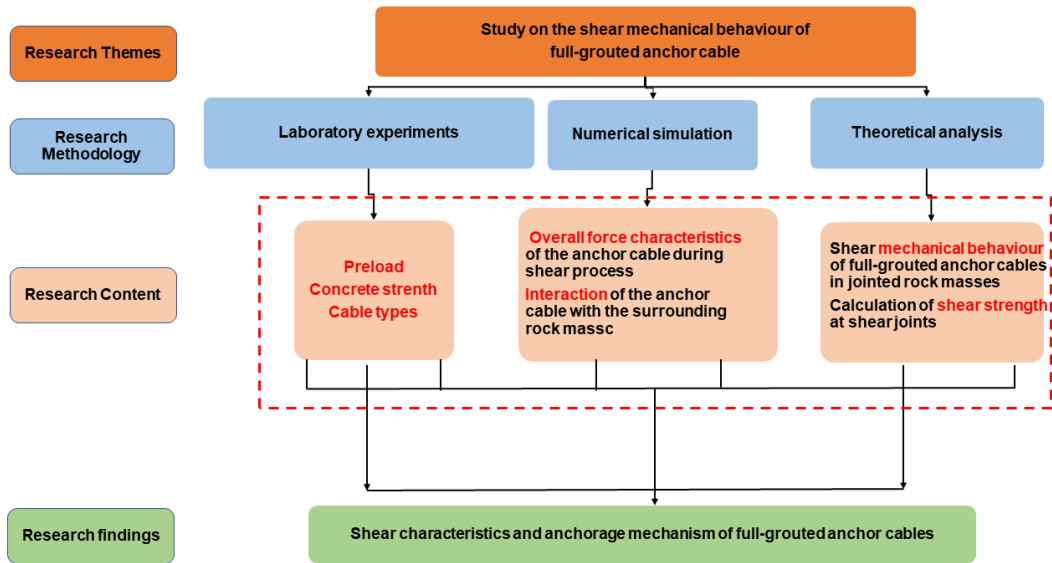 Research Themes
Study on the shear mechanical behaviour of
full-grouted anchor cable
Research
Methodology
Laboratory experiments
Numerical simulation
Theoretical analysis
Research Content
Preload
Concrete strenth
Cable types
Overall force characteristics
of the anchor cable during
shear process
Interaction of the anchor
cable with the surrounding
rock massc
Shear mechanical behaviour
of full-grouted anchor cables
in jointed rock masses
Calculation of shear strength
at shear joints
Research findings
Shear characteristics and anchorage mechanism of full-grouted anchor cables